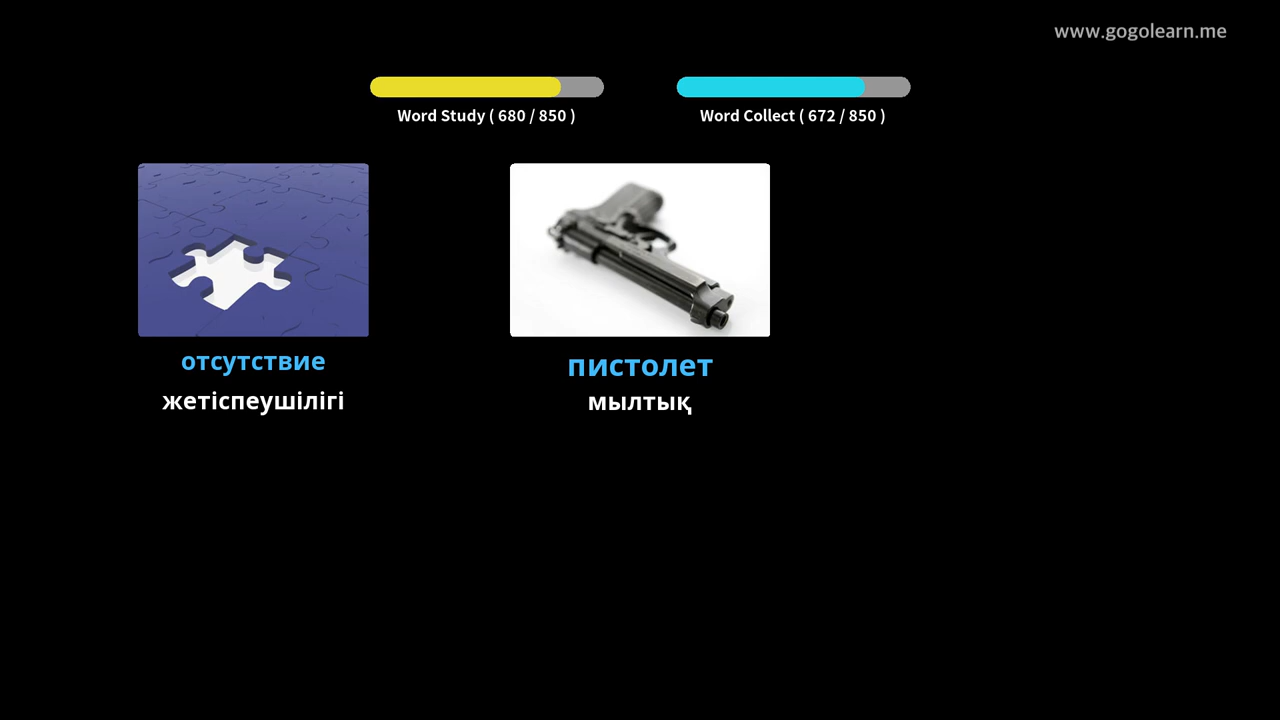 www.gogolearn.me
Word Study ( 680 / 850 )
Word Collect ( 672 / 850 )
отсутствие
жетіспеушілігі
пистолет
мылтық